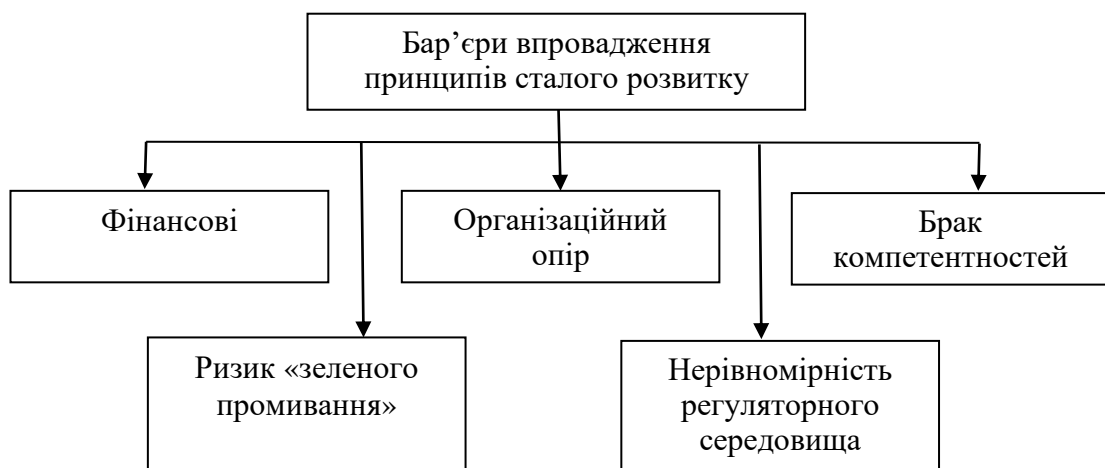 Бар’єри впровадження
принципів сталого розвитку
Фінансові
Організаційний
опір
Брак
компетентностей
Ризик «зеленого
промивання»
Нерівномірність
регуляторного
середовища